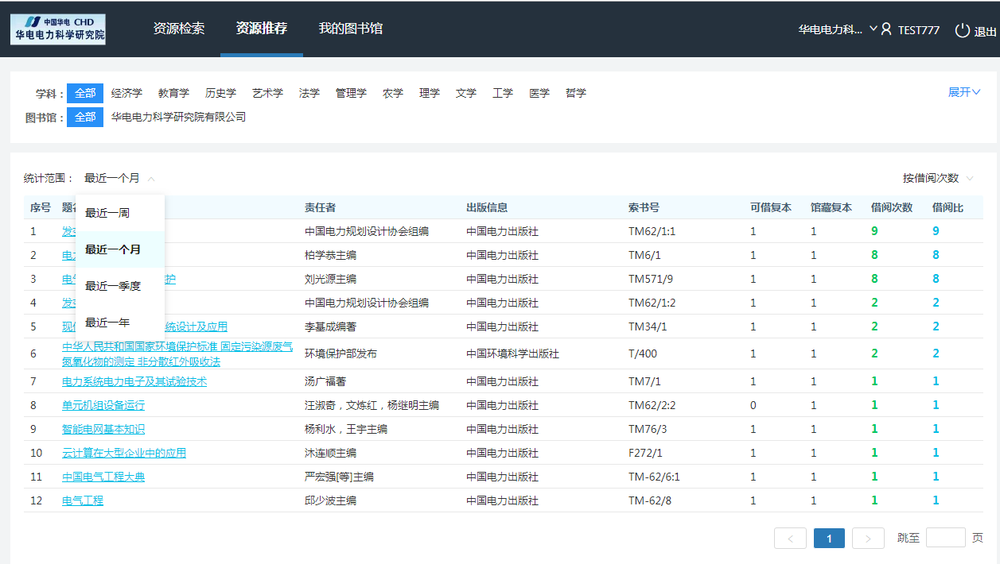 中国华电 CHD
华电电力科学研究院
资源检索 资源推荐 我的图书馆 华电电力科... TEST777 退出
学科： 全部 经济学 教育学 历史学 艺术学 法学 管理学 农学 理学 文学 工学 医学 哲学 展开
图书馆： 全部 华电电力科学研究院有限公司
统计范围： 最近一个月 按借阅次数
最近一周
最近一个月
最近一季度
最近一年
序号 题 责任者 出版信息 索书号 可借复本 馆藏复本 借阅次数 借阅比
1 发 中国电力规划设计协会组编 中国电力出版社 TM62/1:1 1 1 9 9
2 电 柏学恭主编 中国电力出版社 TM6/1 1 1 8 8
3 电 护 刘光源主编 中国电力出版社 TM571/9 1 1 8 8
4 发 中国电力规划设计协会组编 中国电力出版社 TM62/1:2 1 1 2 2
5 现 统设计及应用 李基成编著 中国电力出版社 TM34/1 1 1 2 2
6 中华人民共和国国家环境保护标准 固定污染源废气
氮氧化物的测定 非分散红外吸收法 环境保护部发布 中国环境科学出版社 T/400 1 1 2 2
7 电力系统电力电子及其试验技术 汤广福著 中国电力出版社 TM7/1 1 1 1 1
8 单元机组设备运行 汪淑奇，文炼红，杨继明主编 中国电力出版社 TM62/2:2 0 1 1 1
9 智能电网基本知识 杨利水，王宇主编 中国电力出版社 TM76/3 1 1 1 1
10 云计算在大型企业中的应用 沐连顺主编 中国电力出版社 F272/1 1 1 1 1
11 中国电气工程大典 严宏强[等]主编 中国电力出版社 TM-62/6:1 1 1 1 1
12 电气工程 邱少波主编 中国电力出版社 TM-62/8 1 1 1 1
< 1 > 跳至 页